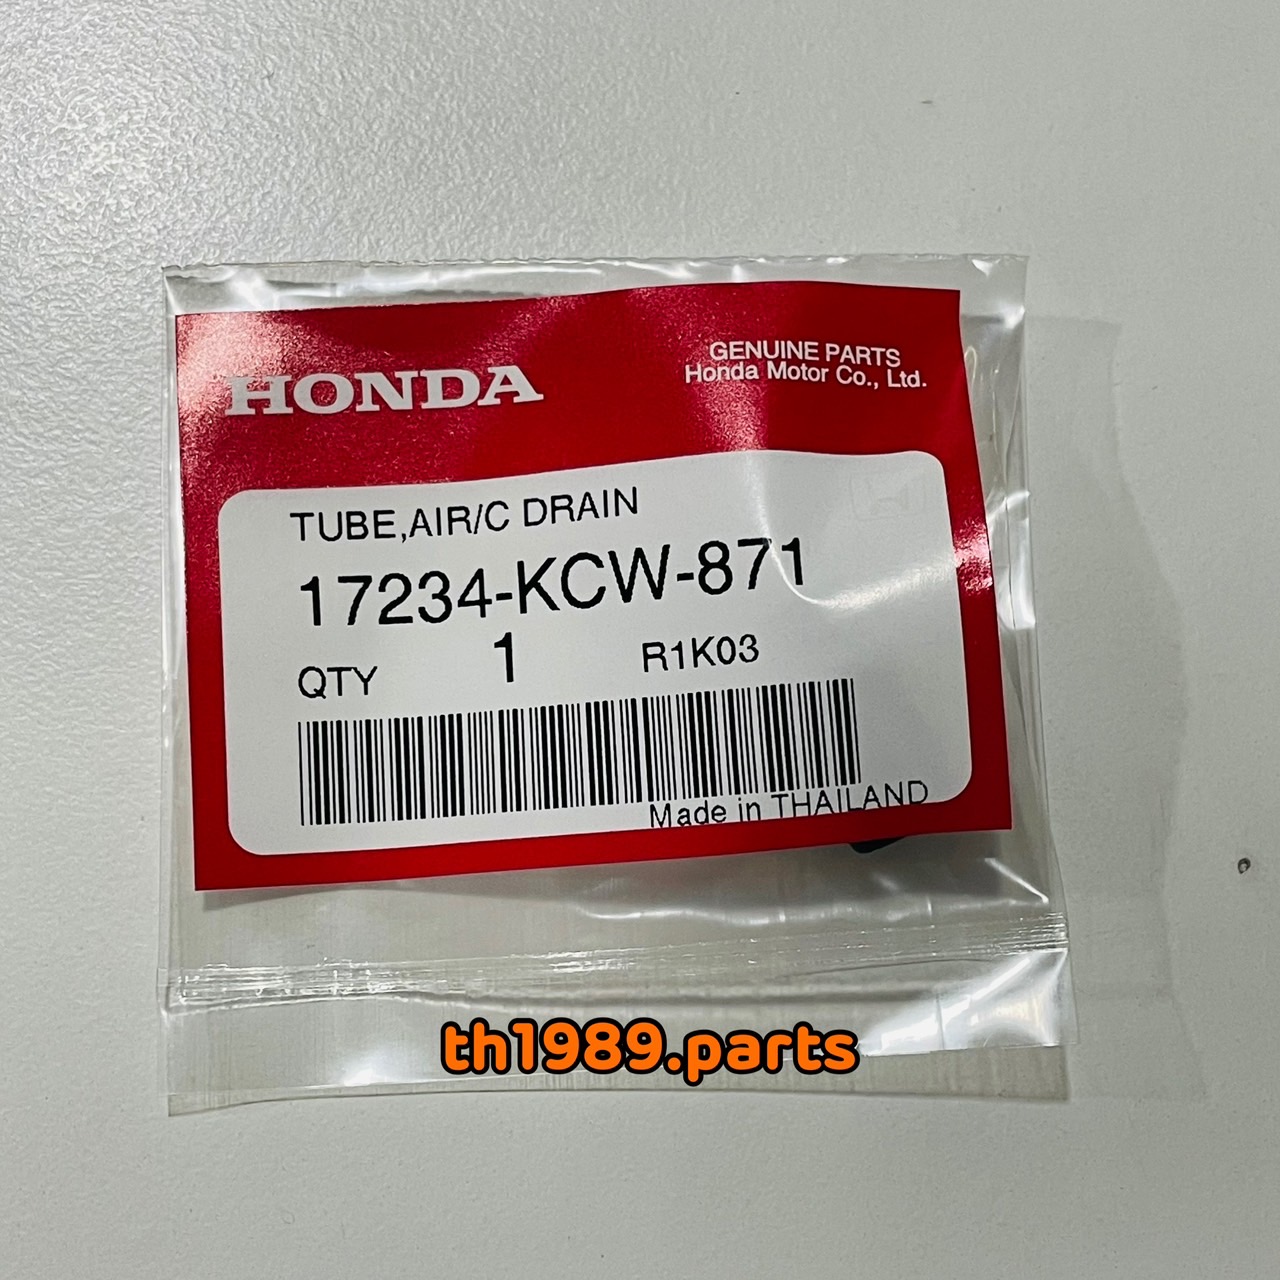 HONDA
GENUINE PARTS
Honda Motor Co., Ltd.
TUBE,AIR/C DRAIN
17234-KCW-871
QTY 1 R1K03
Made in THAILAND
th1989.parts